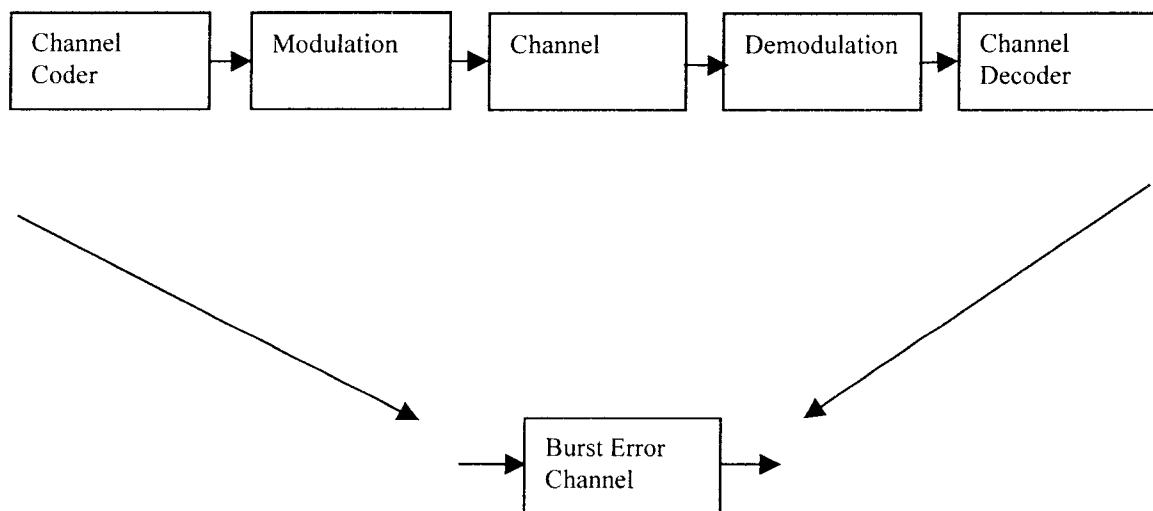 Channel
Coder
Modulation
Channel
Demodulation
Channel
Decoder
Burst Error
Channel